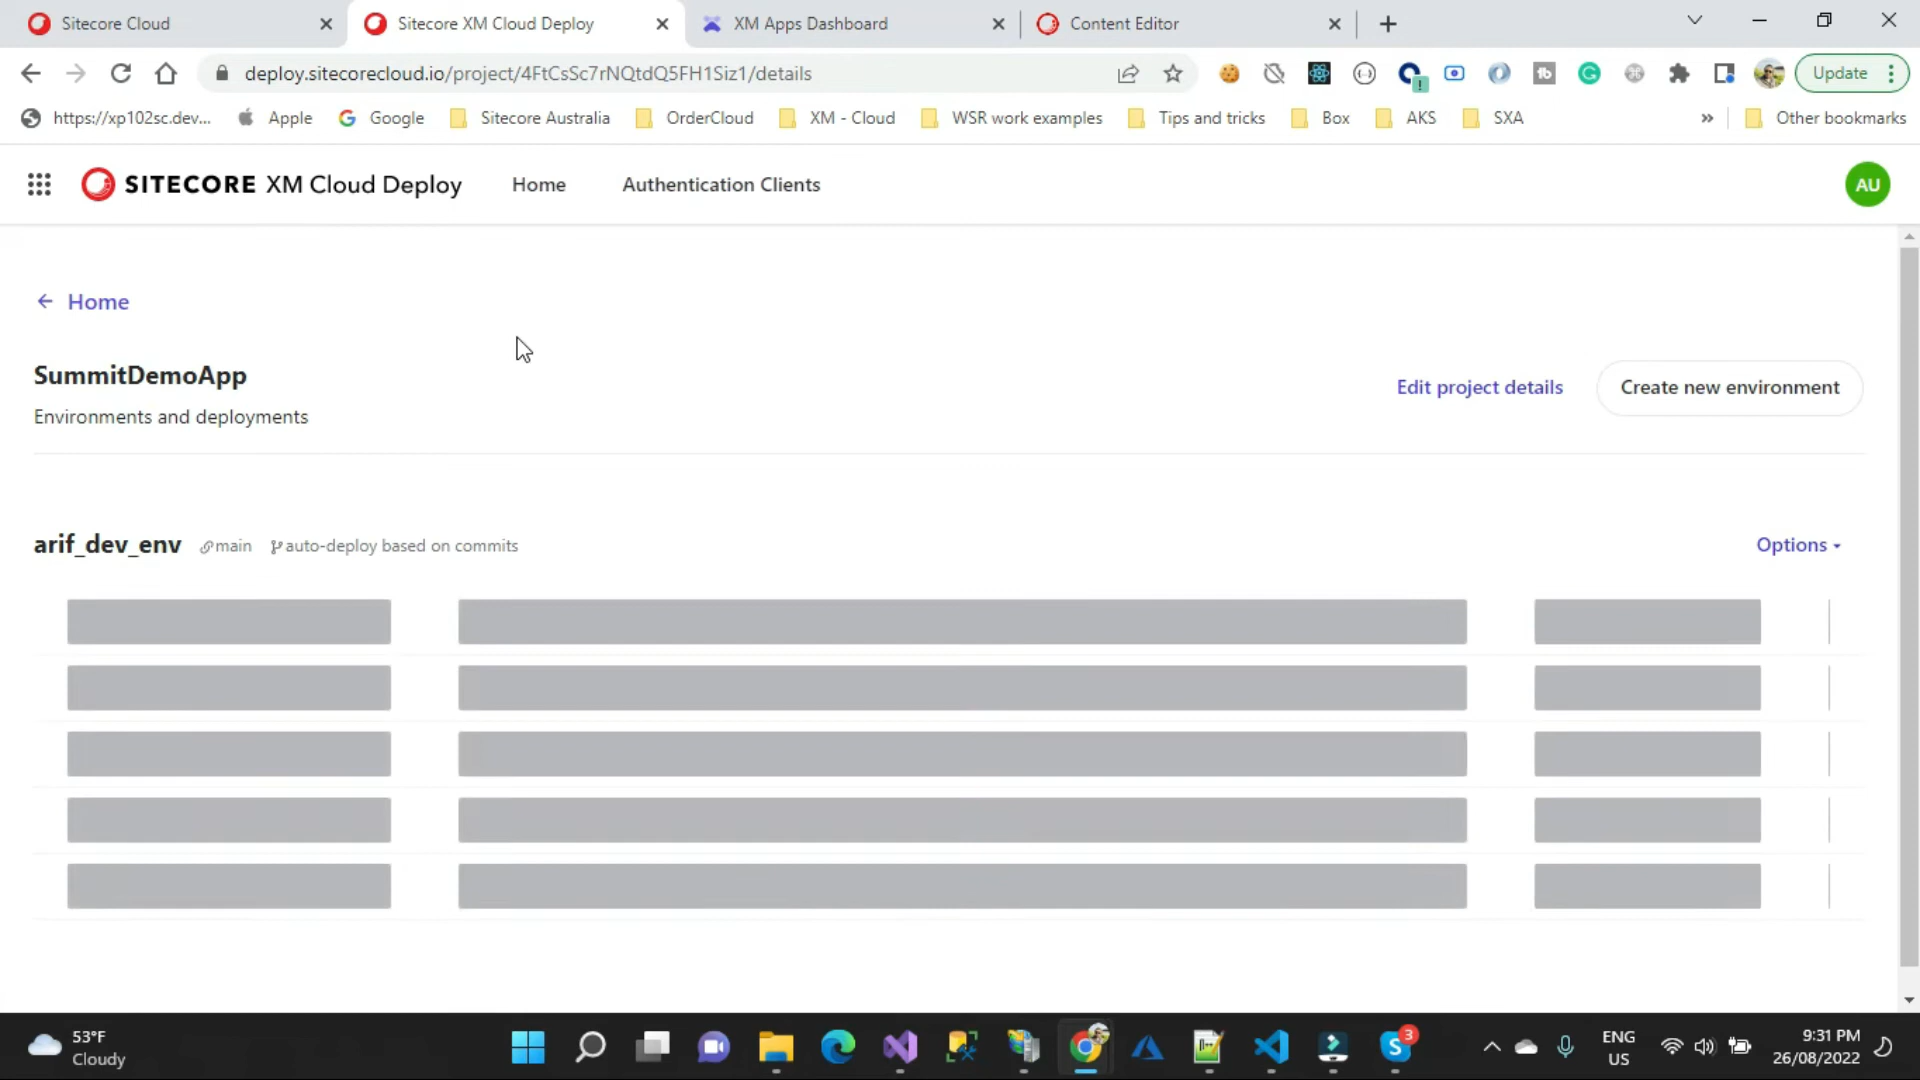 Sitecore Cloud
Sitecore XM Cloud Deploy
XM Apps Dashboard
Content Editor
deploy.sitecorecloud.io/project/4FtCsSc7rNQtdQ5FH1Siz1/details
Update
https://xp102sc.dev...
Apple
Google
Sitecore Australia
OrderCloud
XM - Cloud
WSR work examples
Tips and tricks
Box
AKS
SXA
»
Other bookmarks
SITECORE XM Cloud Deploy
Home
Authentication Clients
AU
Home
SummitDemoApp
Edit project details
Create new environment
Environments and deployments
arif_dev_env
main
auto-deploy based on commits
Options
53°F
Cloudy
3
ENG
US
9:31 PM
26/08/2022